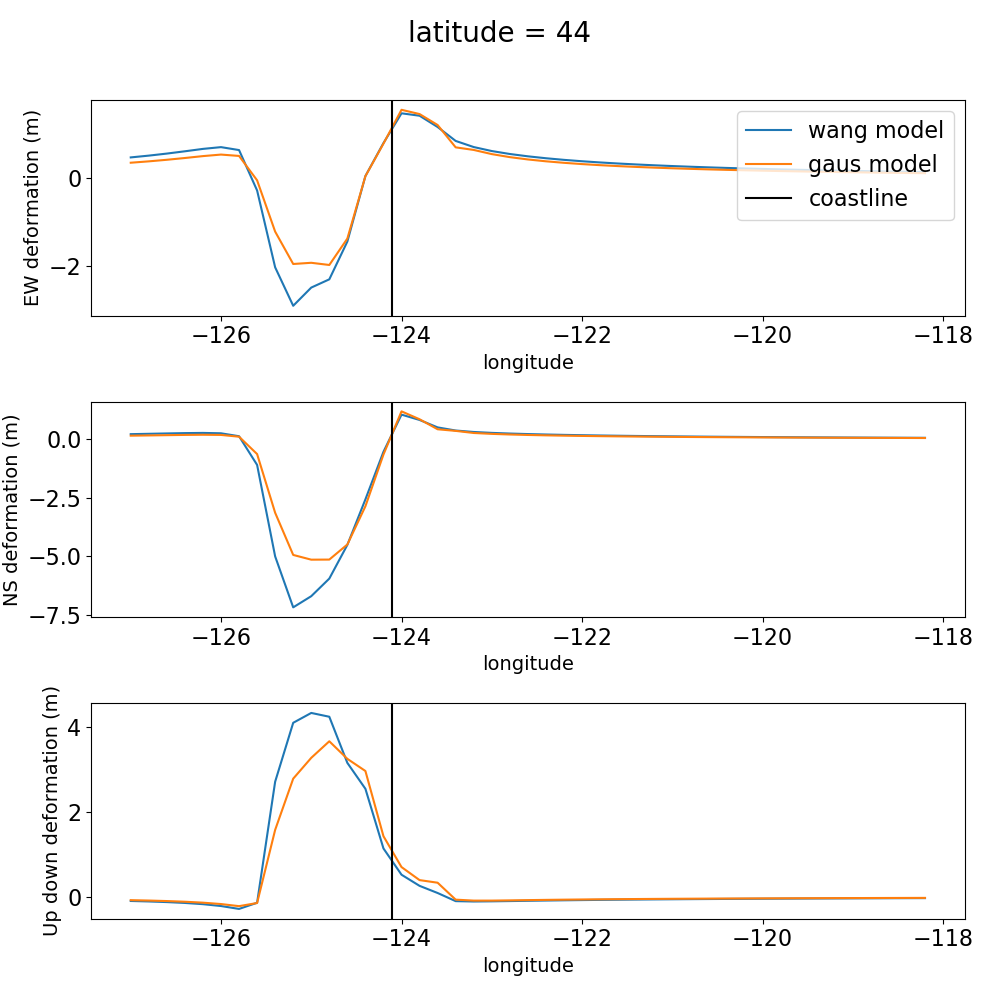 latitude = 44
EW deformation (m)
0
−2
wang model
gaus model
coastline
−126
−124
−122
−120
−118
longitude
NS deformation (m)
0.0
−2.5
−5.0
−7.5
−126
−124
−122
−120
−118
longitude
Up down deformation (m)
4
2
0
−126
−124
−122
−120
−118
longitude